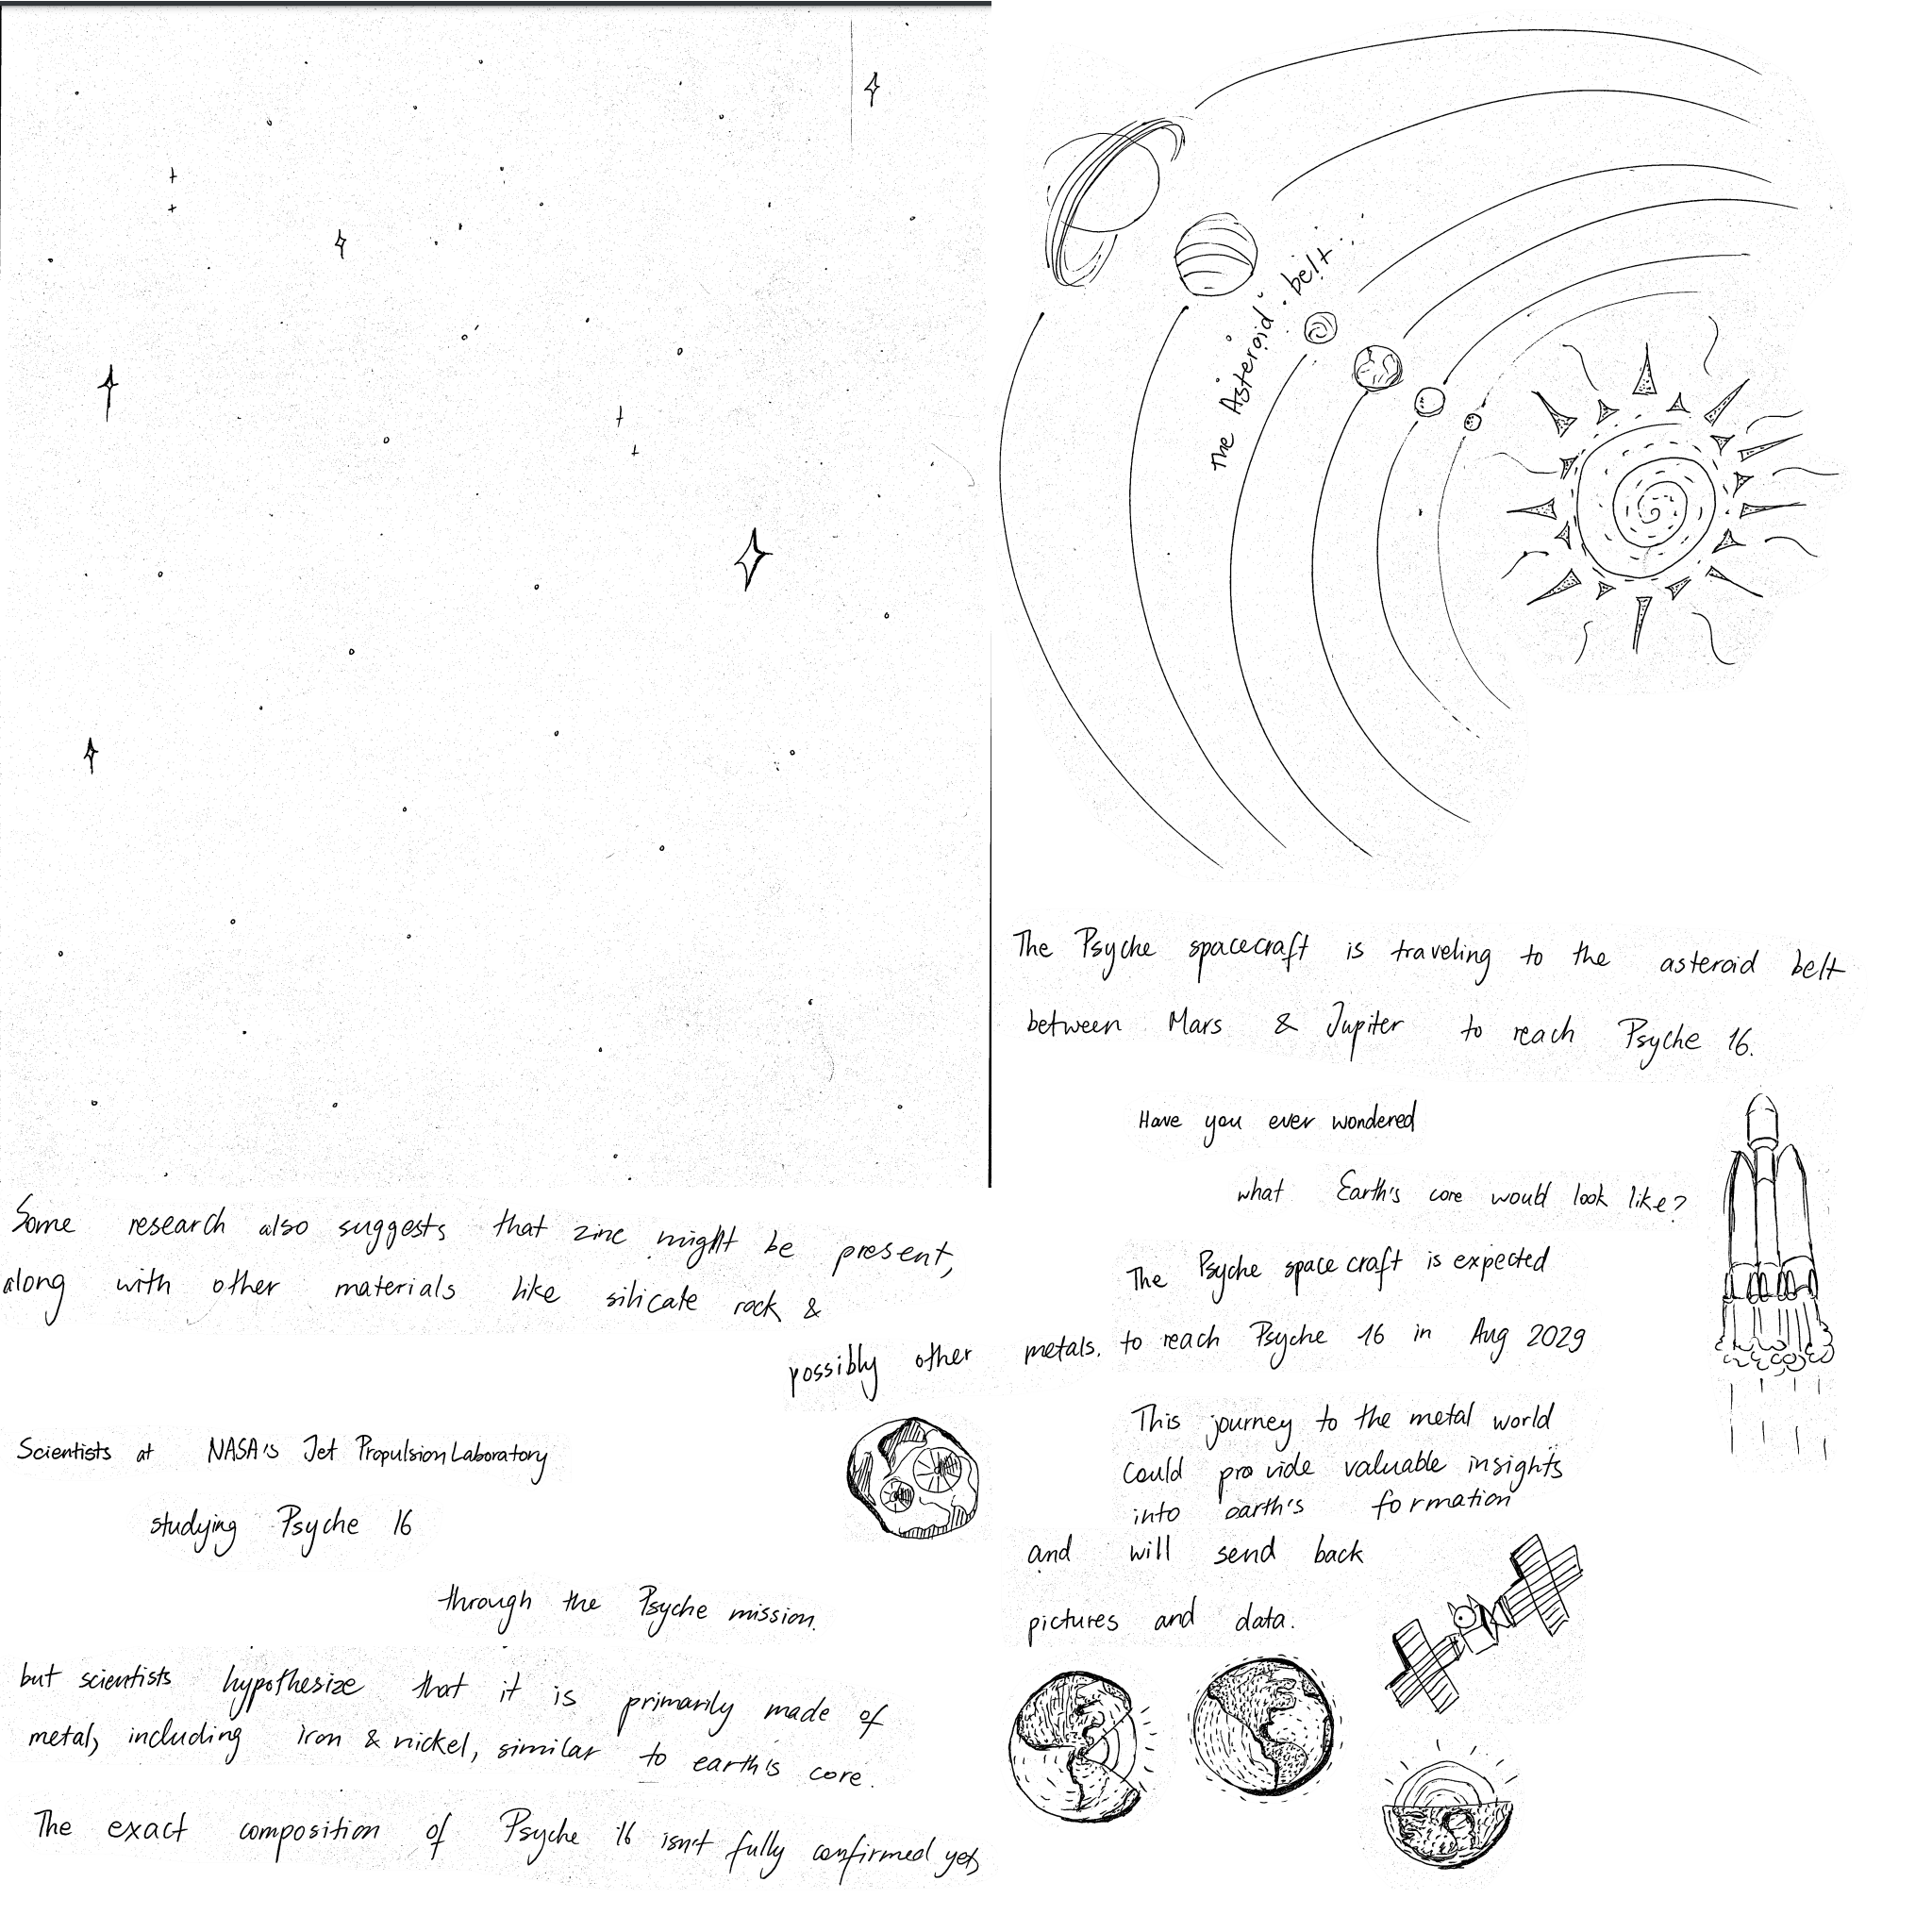 The Asteroid belt
The Psyche spacecraft is traveling to the asteroid belt
between Mars & Jupiter to reach Psyche 16.
Have you ever wondered
what Earth's core would look like?
The Psyche space craft is expected
to reach Psyche 16 in Aug 2029
This journey to the metal world
Could provide valuable insights
into earth's formation
and will send back
pictures and data.
Some research also suggests that zinc might be present,
along with other materials like silicate rock &
possibly other metals.
Scientists at NASA's Jet Propulsion Laboratory
studying Psyche 16
through the Psyche mission.
but scientists hypothesize that it is primarily made of
metal, including iron & nickel, similar to earth's core.
The exact composition of Psyche 16 isn't fully confirmed yet,